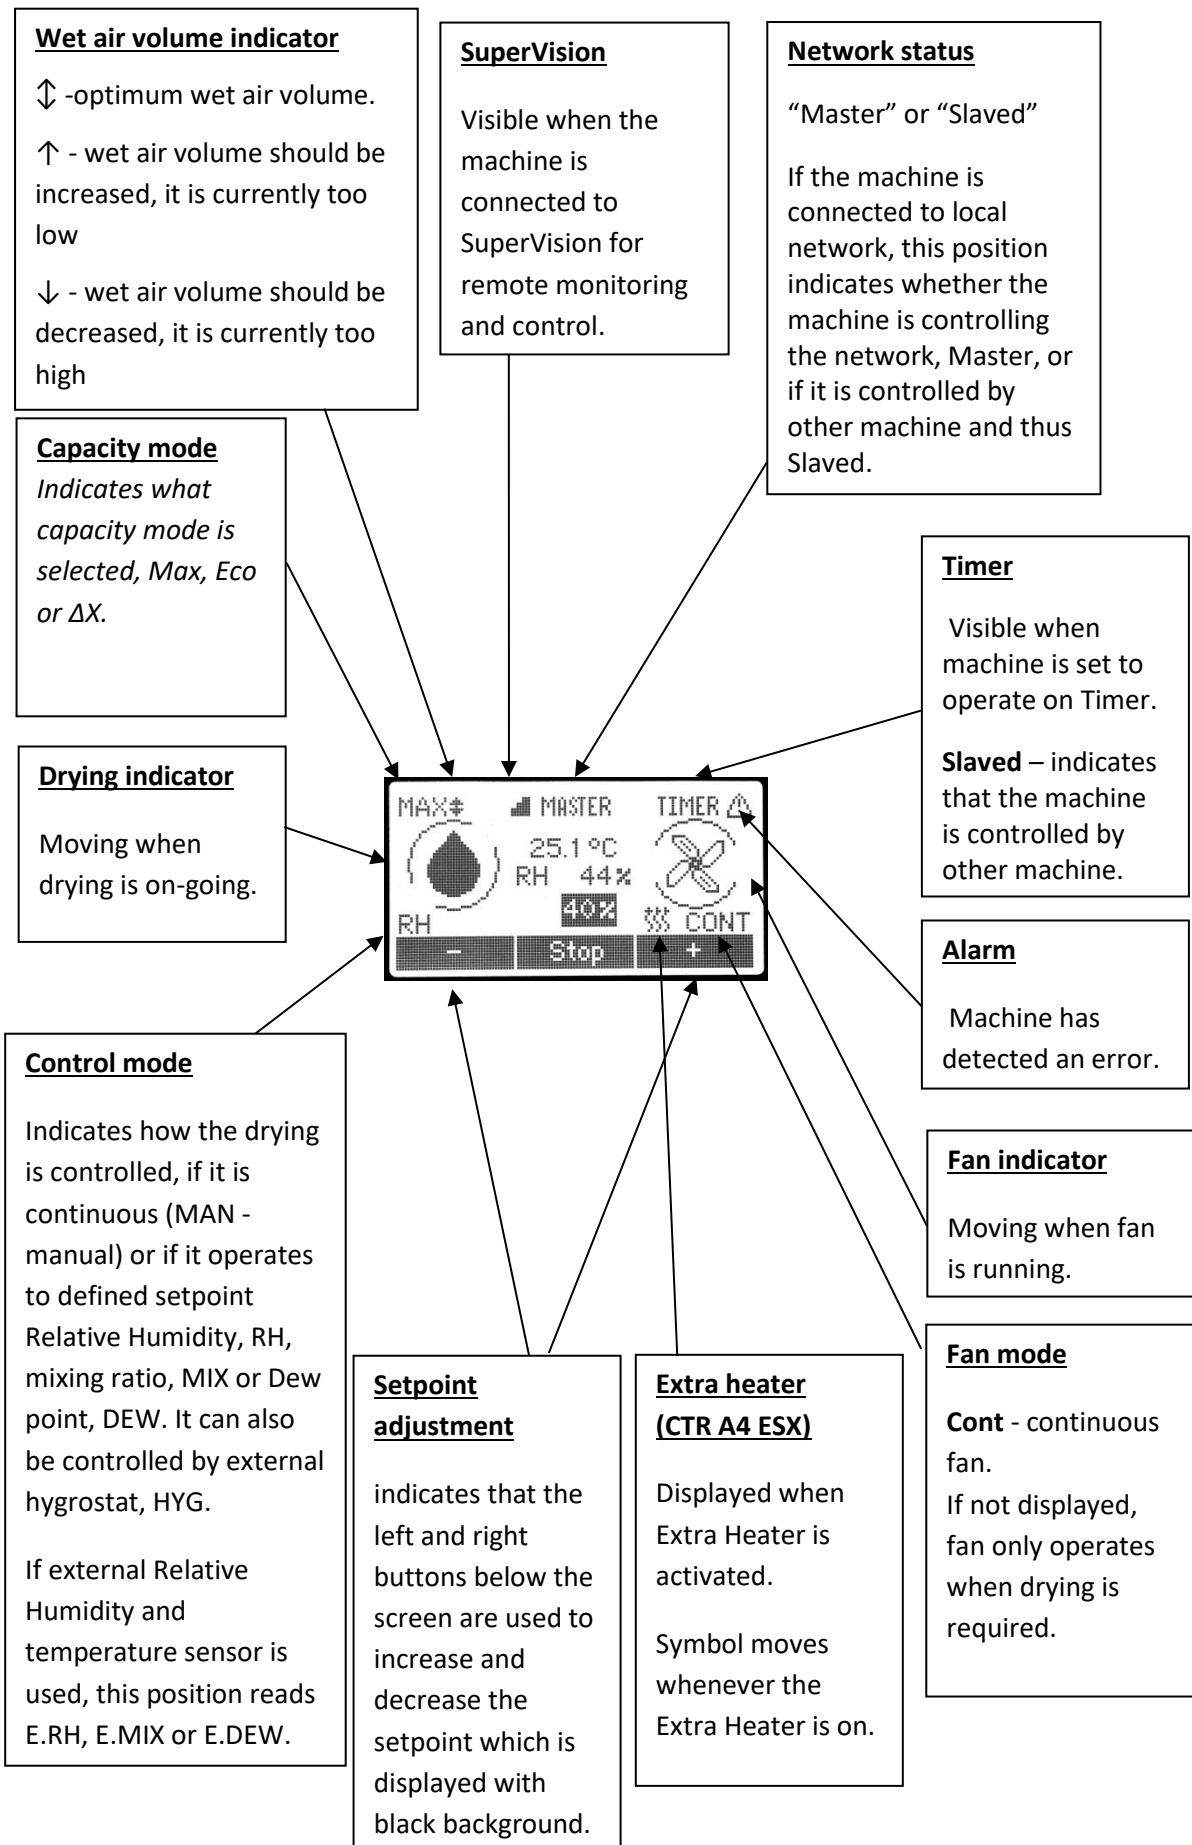 Wet air volume indicator
↕ -optimum wet air volume.
↑ - wet air volume should be
increased, it is currently too
low
↓ - wet air volume should be
decreased, it is currently too
high
SuperVision
Visible when the
machine is
connected to
SuperVision for
remote monitoring
and control.
Network status
“Master” or “Slaved”
If the machine is
connected to local
network, this position
indicates whether the
machine is controlling
the network, Master, or
if it is controlled by
other machine and thus
Slaved.
Capacity mode
Indicates what
capacity mode is
selected, Max, Eco
or ΔX.
Timer
Visible when
machine is set to
operate on Timer.
Slaved – indicates
that the machine
is controlled by
other machine.
Drying indicator
Moving when
drying is on-going.
MAX MASTER TIMER
25.1 °C
RH 44%
40%
RH CONT
- Stop +
Alarm
Machine has
detected an error.
Control mode
Indicates how the drying
is controlled, if it is
continuous (MAN -
manual) or if it operates
to defined setpoint
Relative Humidity, RH,
mixing ratio, MIX or Dew
point, DEW. It can also
be controlled by external
hygrostat, HYG.
If external Relative
Humidity and
temperature sensor is
used, this position reads
E.RH, E.MIX or E.DEW.
Fan indicator
Moving when fan
is running.
Setpoint
adjustment
indicates that the
left and right
buttons below the
screen are used to
increase and
decrease the
setpoint which is
displayed with
black background.
Extra heater
(CTR A4 ESX)
Displayed when
Extra Heater is
activated.
Symbol moves
whenever the
Extra Heater is on.
Fan mode
Cont - continuous
fan.
If not displayed,
fan only operates
when drying is
required.